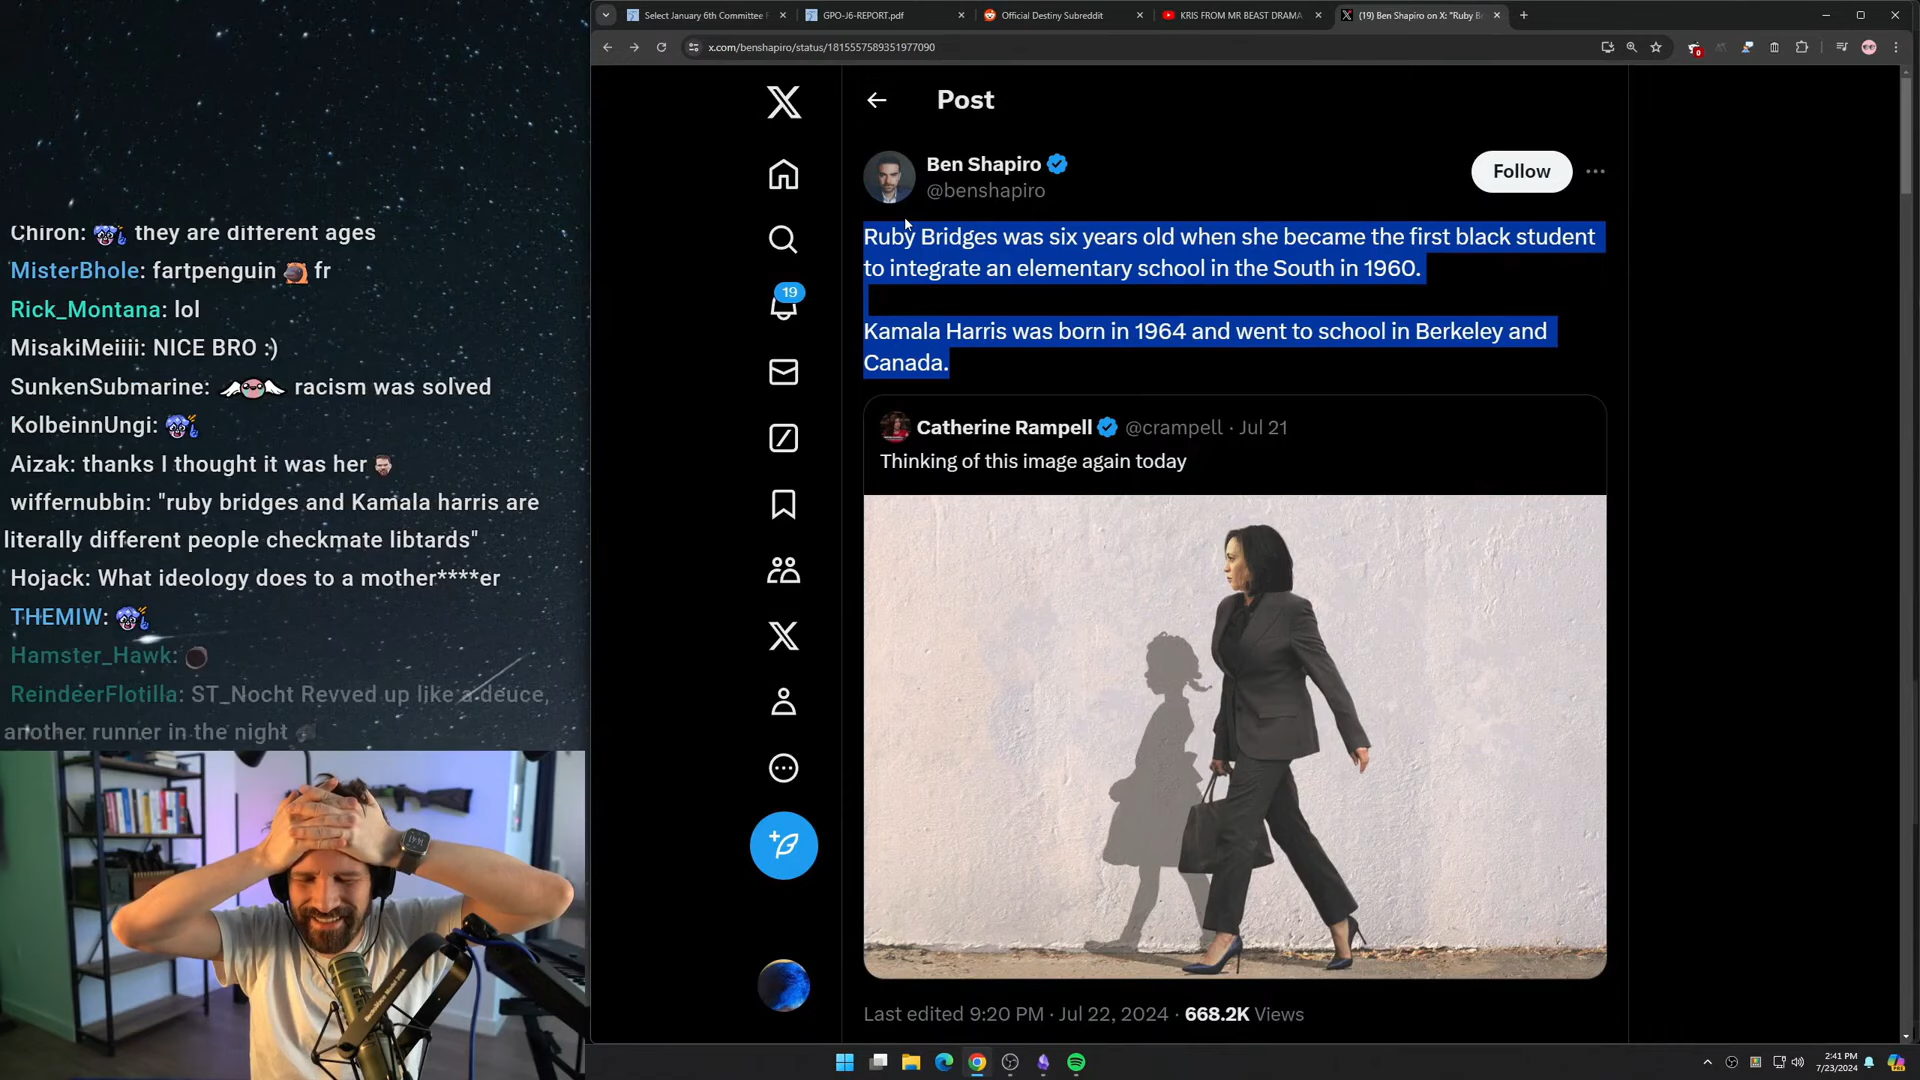 Select January 6th Committee F
GPO-J6-REPORT.pdf
Official Destiny Subreddit
KRIS FROM MR BEAST DRAMA
(19) Ben Shapiro on X: "Ruby B
x.com/benshapiro/status/1815557589351977090
0
Post
Ben Shapiro
@benshapiro
Follow
Ruby Bridges was six years old when she became the first black student
to integrate an elementary school in the South in 1960.
Kamala Harris was born in 1964 and went to school in Berkeley and
Canada.
Catherine Rampell @crampell · Jul 21
Thinking of this image again today
Last edited 9:20 PM · Jul 22, 2024 · 668.2K Views
19
Chiron: they are different ages
MisterBhole: fartpenguin fr
Rick_Montana: lol
MisakiMeiiii: NICE BRO :)
SunkenSubmarine: racism was solved
KolbeinnUngi:
Aizak: thanks I thought it was her
wiffernubbin: "ruby bridges and Kamala harris are
literally different people checkmate libtards"
Hojack: What ideology does to a mother****er
THEMIW:
Hamster_Hawk:
ReindeerFlotilla: ST_Nocht Revved up like a deuce,
another runner in the night
2:41 PM
7/23/2024